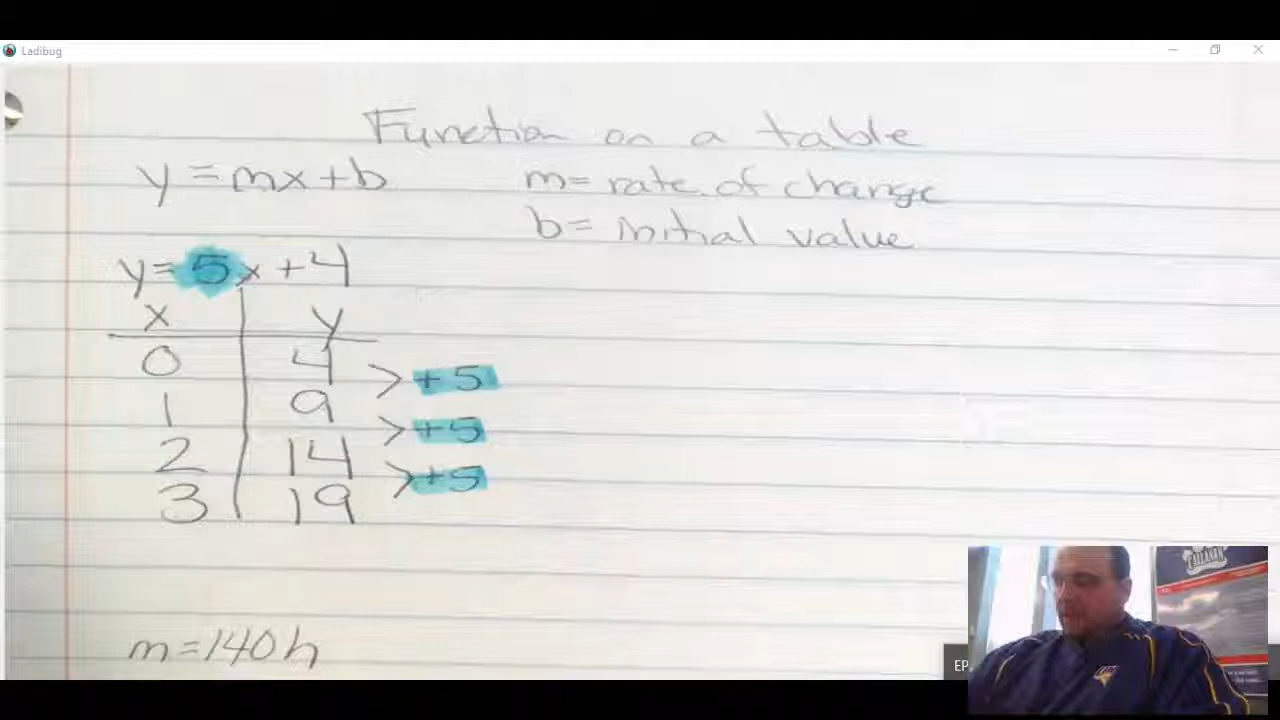 Ladibug
Function on a table
y = mx + b
m = rate of change
b = initial value
y = 5x + 4
x y
0 4
> +5
1 9
> +5
2 14
> +5
3 19
m = 140h
EP